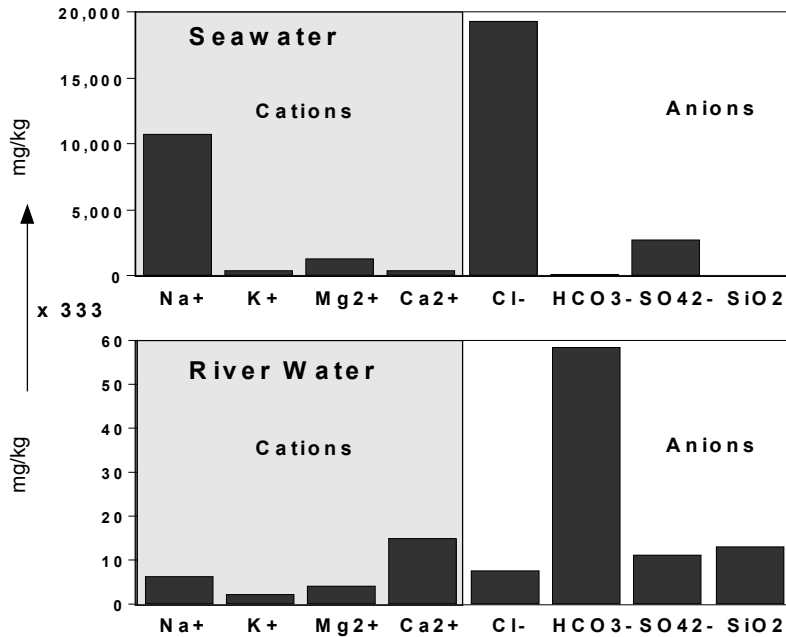 Seawater
20,000
15,000
10,000
5,000
0
mg/kg
Cations
Anions
Na+ K+ Mg2+ Ca2+ Cl- HCO3- SO42- SiO2
x 333
River Water
60
50
40
30
20
10
0
mg/kg
Cations
Anions
Na+ K+ Mg2+ Ca2+ Cl- HCO3- SO42- SiO2